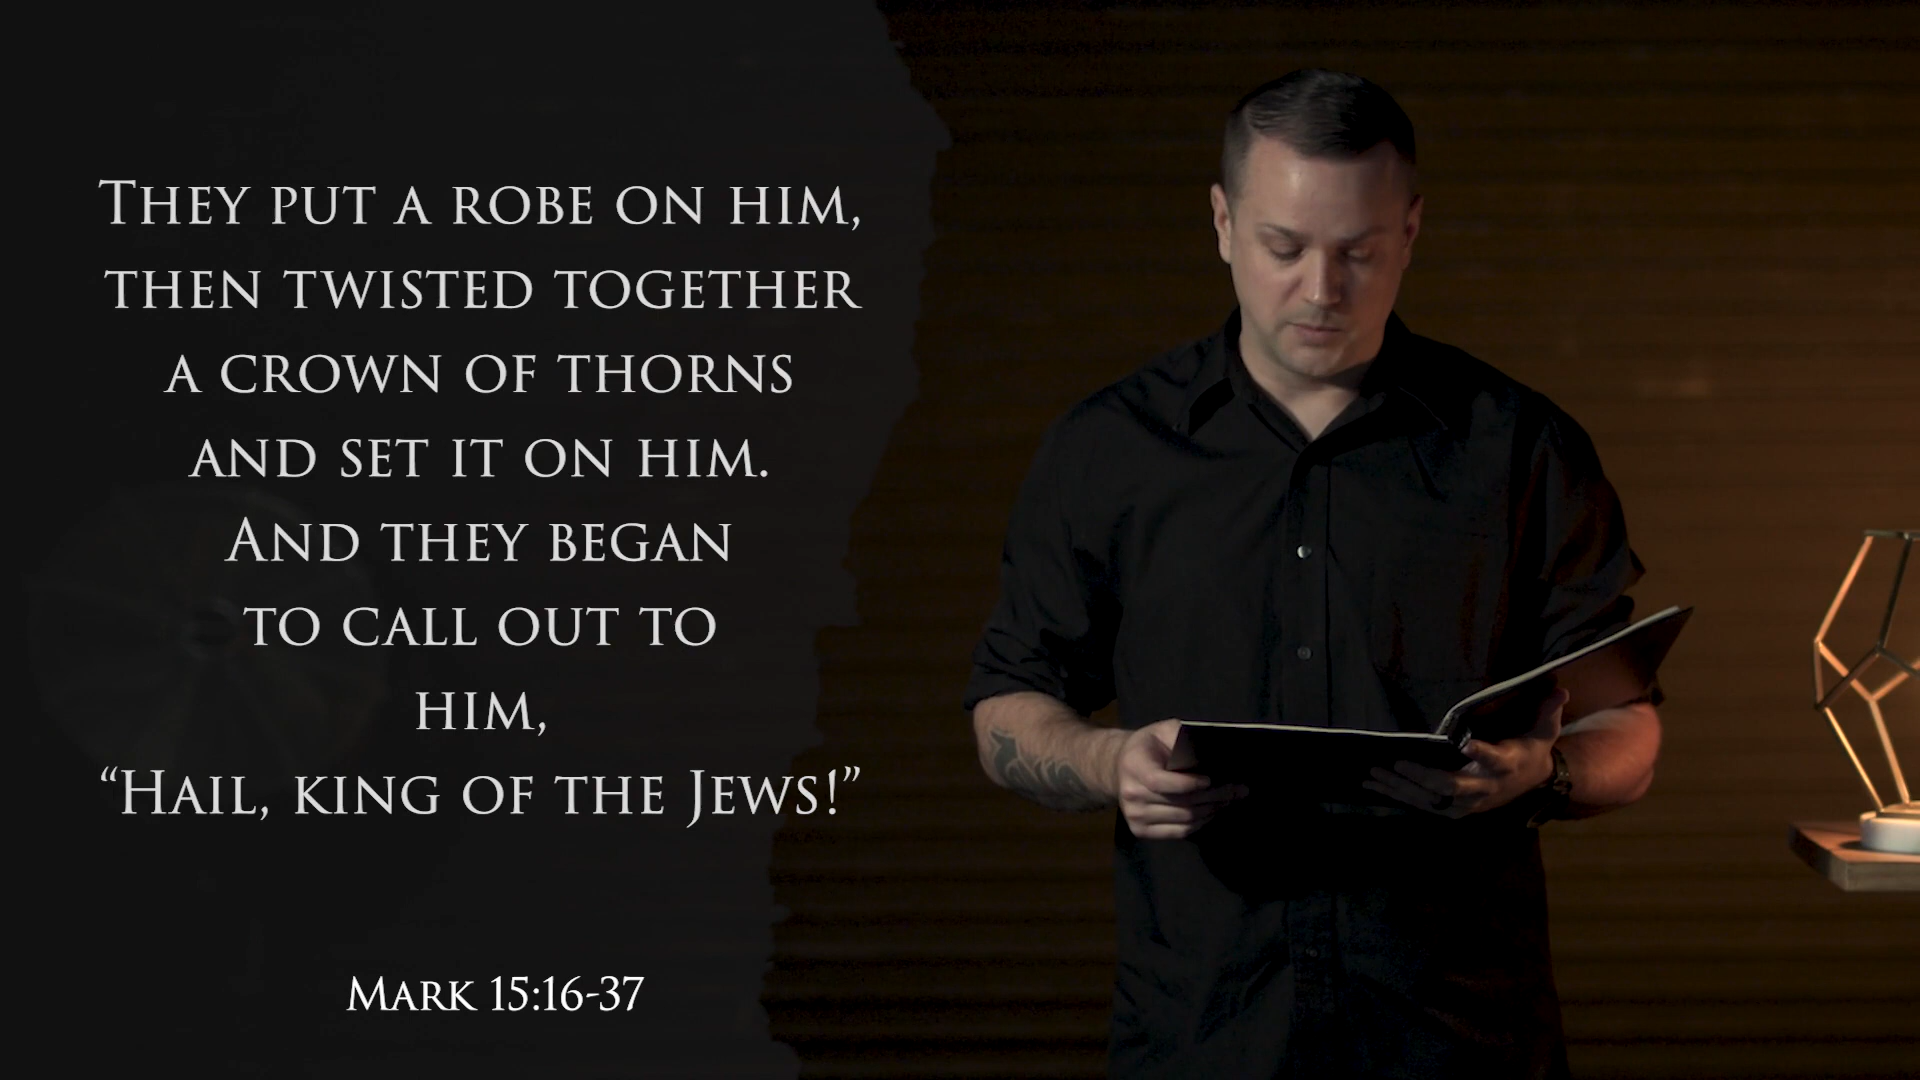 They put a robe on him,
then twisted together
a crown of thorns
and set it on him.
And they began
to call out to
him,
“Hail, king of the Jews!”
Mark 15:16-37